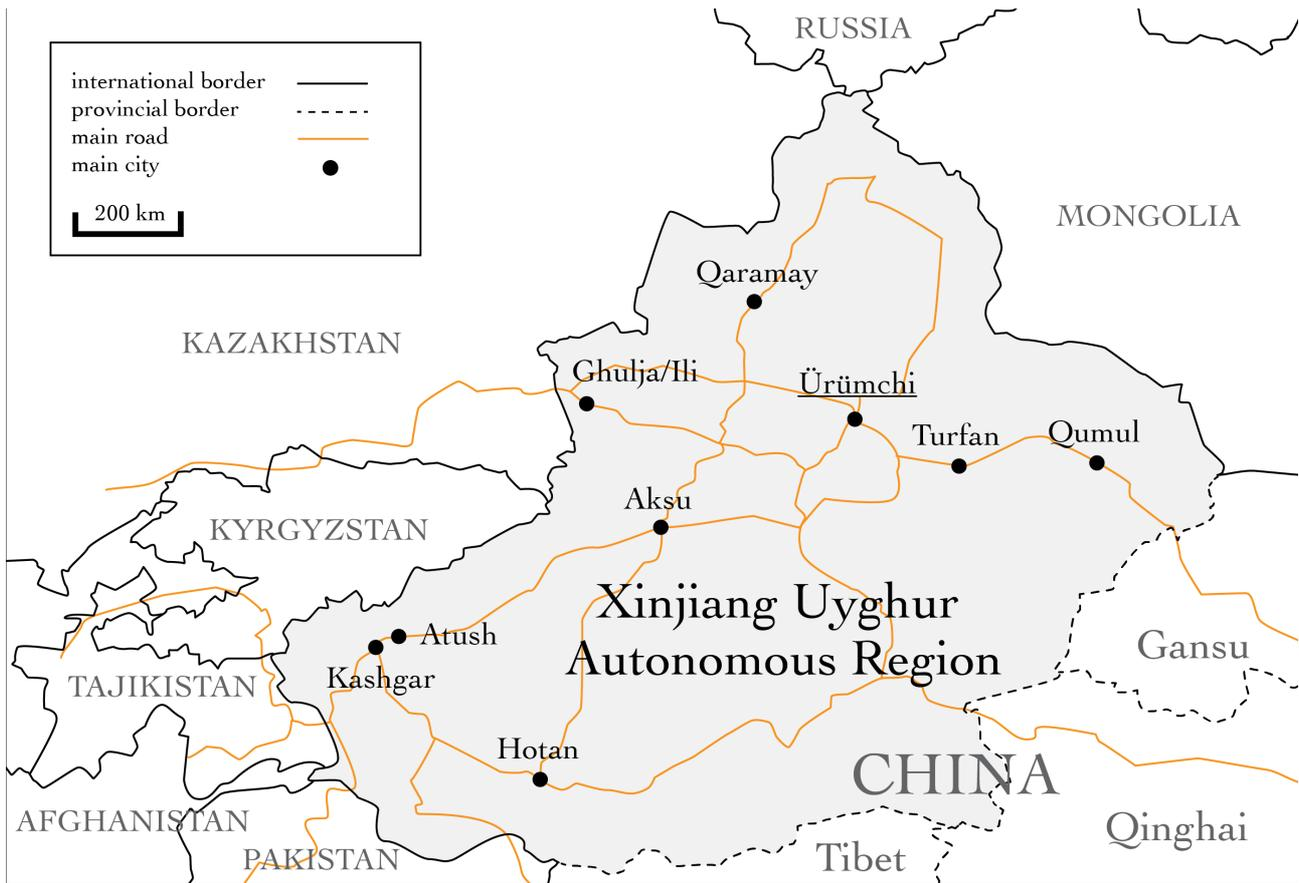 RUSSIA
international border
provincial border
main road
main city
200 km
MONGOLIA
Qaramay
KAZAKHSTAN
Ghulja/Ili
Ürümchi
Turfan
Qumul
Aksu
KYRGYZSTAN
Xinjiang Uyghur
Autonomous Region
Atush
Kashgar
Gansu
TAJIKISTAN
Hotan
CHINA
AFGHANISTAN
PAKISTAN
Tibet
Qinghai